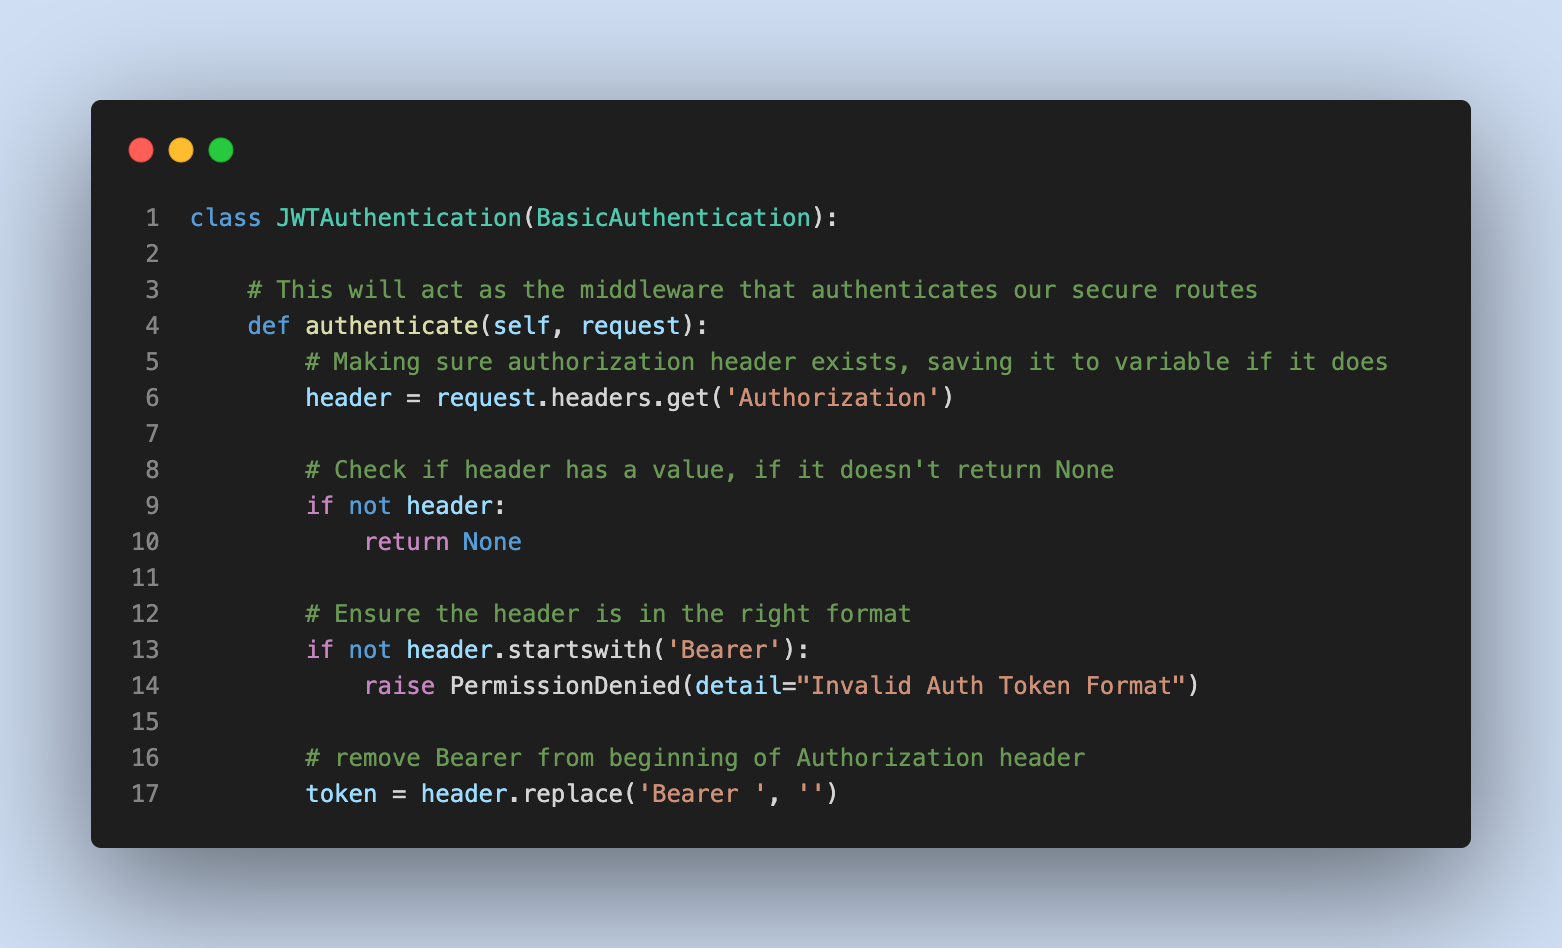 1 class JWTAuthentication(BasicAuthentication):
2
3     # This will act as the middleware that authenticates our secure routes
4     def authenticate(self, request):
5         # Making sure authorization header exists, saving it to variable if it does
6         header = request.headers.get('Authorization')
7
8         # Check if header has a value, if it doesn't return None
9         if not header:
10             return None
11
12         # Ensure the header is in the right format
13         if not header.startswith('Bearer'):
14             raise PermissionDenied(detail="Invalid Auth Token Format")
15
16         # remove Bearer from beginning of Authorization header
17         token = header.replace('Bearer ', '')